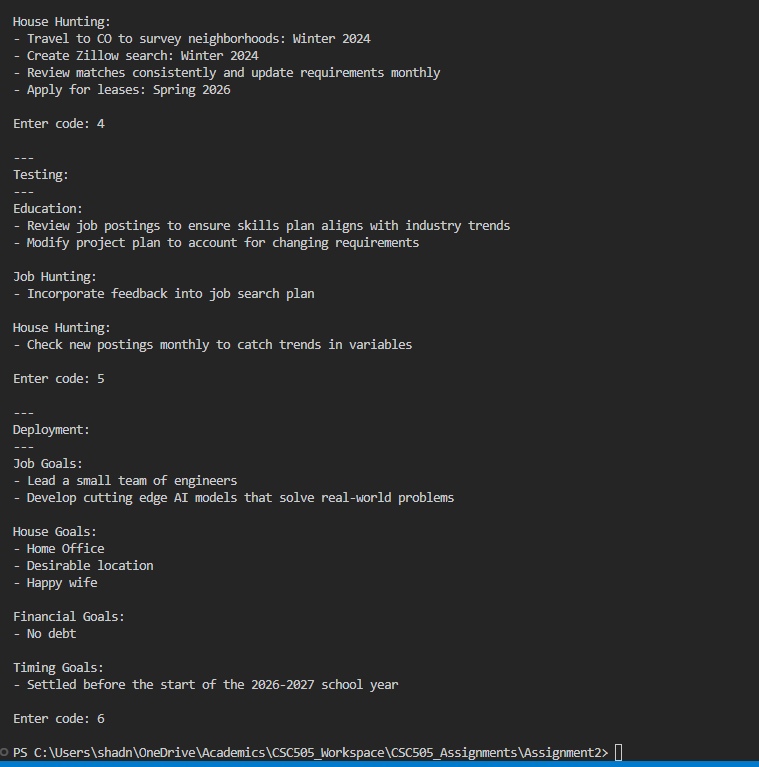 House Hunting:
- Travel to CO to survey neighborhoods: Winter 2024
- Create Zillow search: Winter 2024
- Review matches consistently and update requirements monthly
- Apply for leases: Spring 2026
Enter code: 4
---
Testing:
---
Education:
- Review job postings to ensure skills plan aligns with industry trends
- Modify project plan to account for changing requirements
Job Hunting:
- Incorporate feedback into job search plan
House Hunting:
- Check new postings monthly to catch trends in variables
Enter code: 5
---
Deployment:
---
Job Goals:
- Lead a small team of engineers
- Develop cutting edge AI models that solve real-world problems
House Goals:
- Home Office
- Desirable location
- Happy wife
Financial Goals:
- No debt
Timing Goals:
- Settled before the start of the 2026-2027 school year
Enter code: 6
PS C:\Users\shadn\OneDrive\Academics\CSC505_Workspace\CSC505_Assignments\Assignment2>